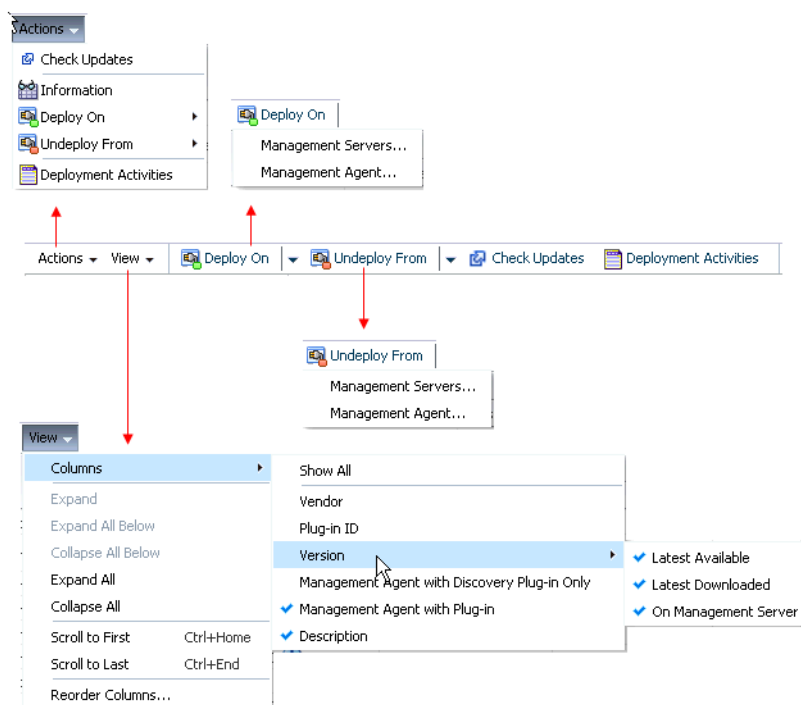 Actions
Check Updates
Information
Deploy On
Undeploy From
Deployment Activities
Deploy On
Management Servers...
Management Agent...
Actions View Deploy On Undeploy From Check Updates Deployment Activities
Undeploy From
Management Servers...
Management Agent...
View
Columns
Expand
Expand All Below
Collapse All Below
Expand All
Collapse All
Scroll to First Ctrl+Home
Scroll to Last Ctrl+End
Reorder Columns...
Show All
Vendor
Plug-in ID
Version
Management Agent with Discovery Plug-in Only
Management Agent with Plug-in
Description
Latest Available
Latest Downloaded
On Management Server